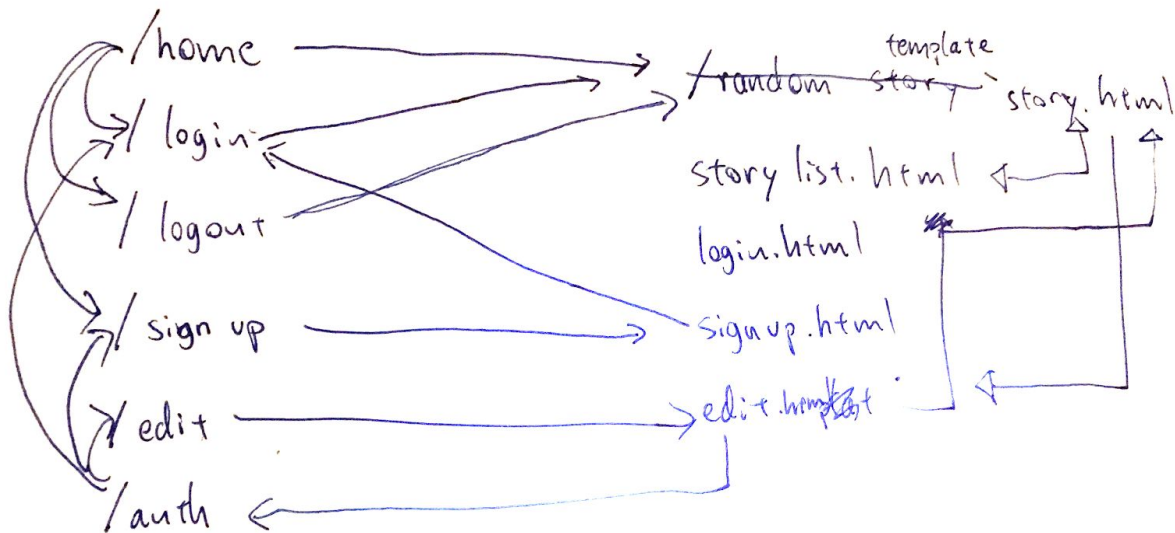 /home
/login
/logout
/sign up
/edit
/auth
template
/random story
story.html
story list.html
login.html
signup.html
edit.